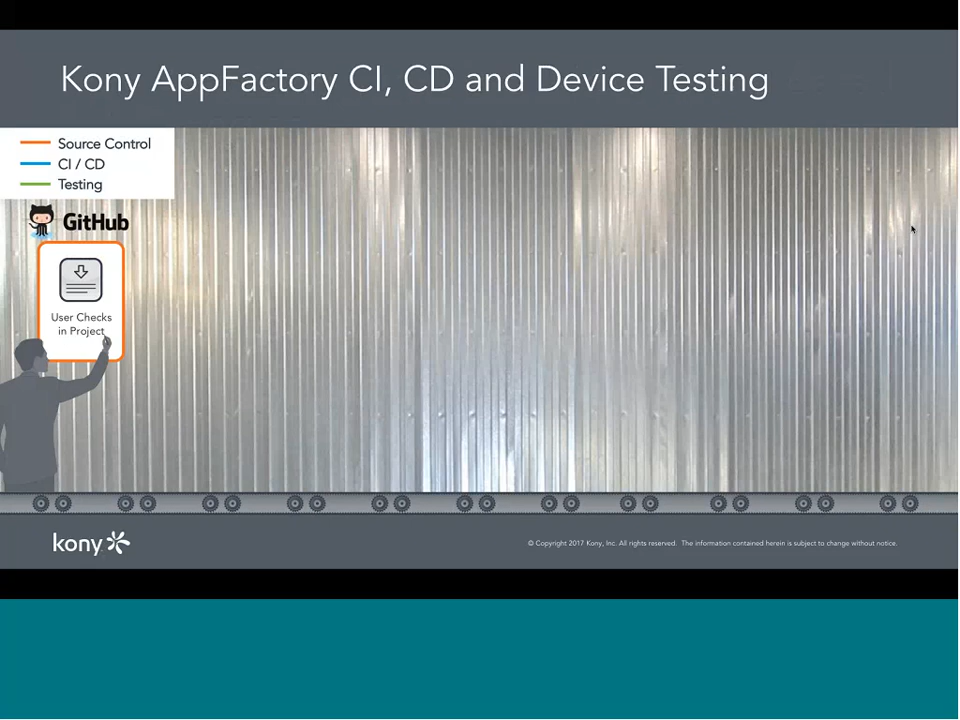 Kony AppFactory CI, CD and Device Testing
Source Control
CI / CD
Testing
GitHub
User Checks
in Project
kony
© Copyright 2017 Kony, Inc. All rights reserved. The information contained herein is subject to change without notice.